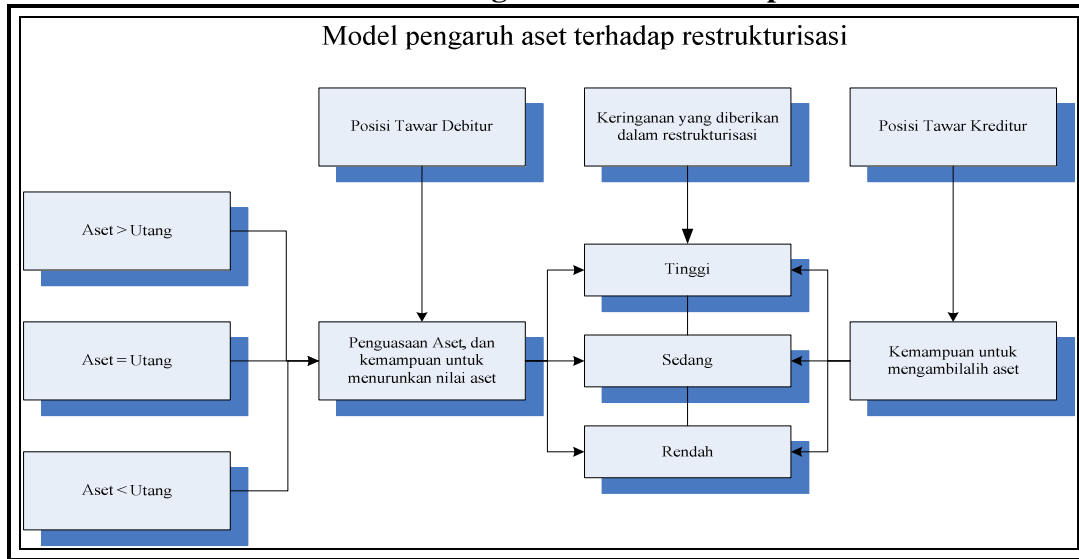 Model pengaruh aset terhadap restrukturisasi
Posisi Tawar Debitur
Keringanan yang diberikan
dalam restrukturisasi
Posisi Tawar Kreditur
Aset > Utang
Tinggi
Aset = Utang
Penguasaan Aset, dan
kemampuan untuk
menurunkan nilai aset
Sedang
Kemampuan untuk
mengambilalih aset
Rendah
Aset < Utang